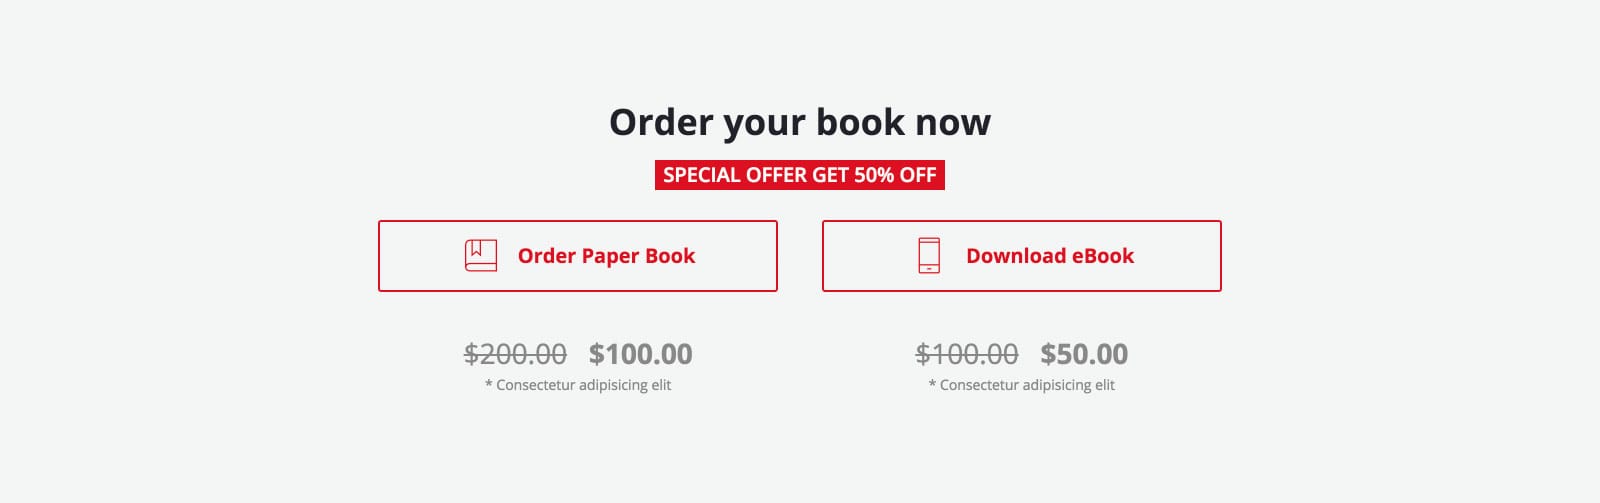 Order your book now
SPECIAL OFFER GET 50% OFF
Order Paper Book
Download eBook
$200.00 $100.00
* Consectetur adipisicing elit
$100.00 $50.00
* Consectetur adipisicing elit